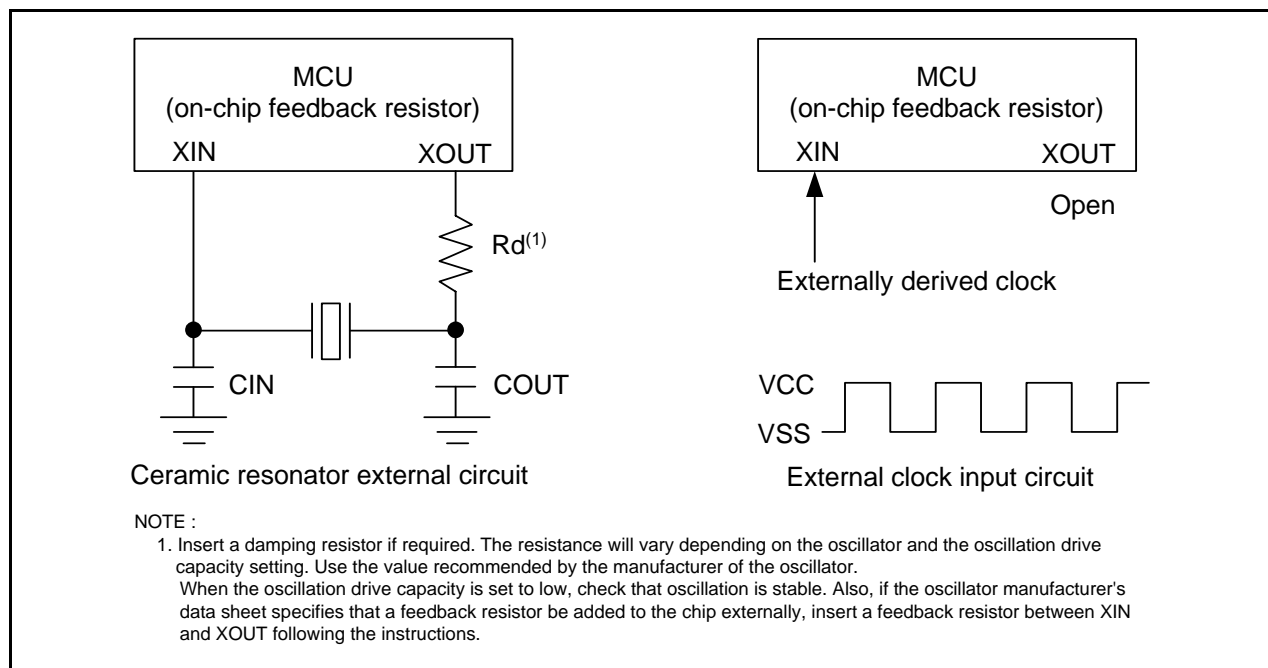 MCU
(on-chip feedback resistor)
XIN XOUT
Rd(1)
CIN COUT
Ceramic resonator external circuit
MCU
(on-chip feedback resistor)
XIN XOUT
Open
Externally derived clock
VCC
VSS
External clock input circuit
NOTE :
1. Insert a damping resistor if required. The resistance will vary depending on the oscillator and the oscillation drive
capacity setting. Use the value recommended by the manufacturer of the oscillator.
When the oscillation drive capacity is set to low, check that oscillation is stable. Also, if the oscillator manufacturer's
data sheet specifies that a feedback resistor be added to the chip externally, insert a feedback resistor between XIN
and XOUT following the instructions.